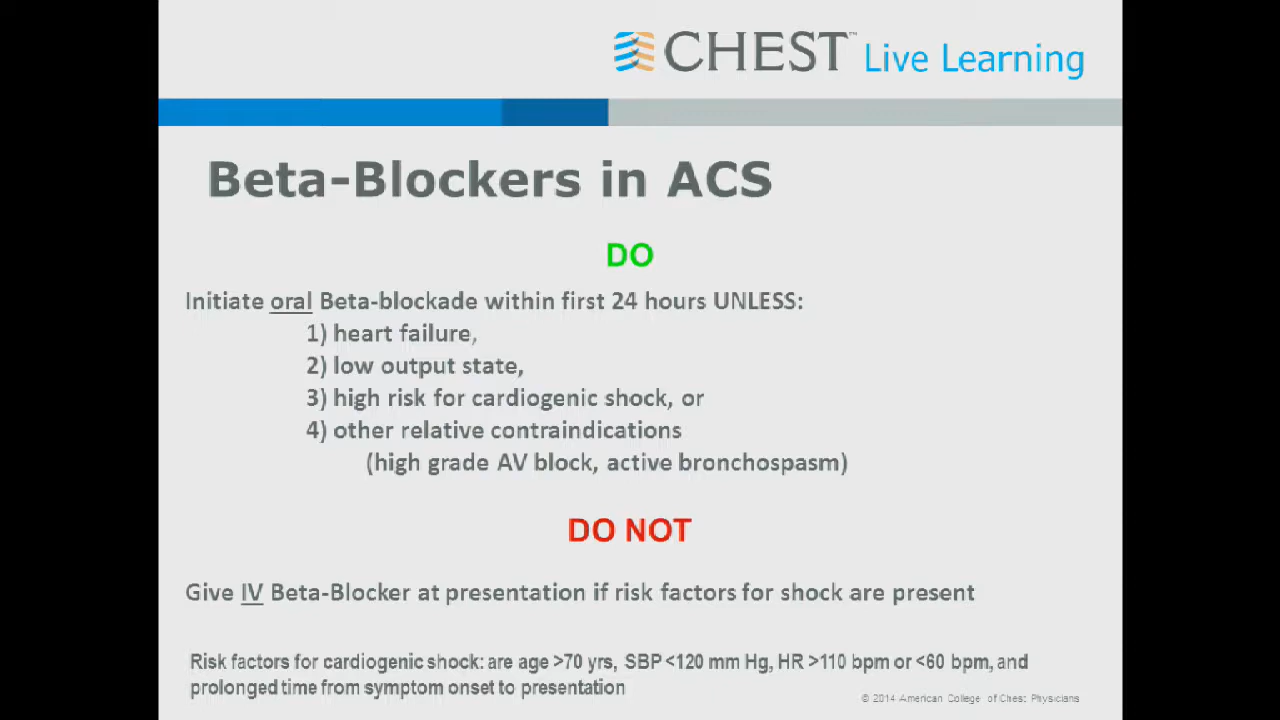 CHEST™ Live Learning
Beta-Blockers in ACS
DO
Initiate oral Beta-blockade within first 24 hours UNLESS:
1) heart failure,
2) low output state,
3) high risk for cardiogenic shock, or
4) other relative contraindications
(high grade AV block, active bronchospasm)
DO NOT
Give IV Beta-Blocker at presentation if risk factors for shock are present
Risk factors for cardiogenic shock: are age >70 yrs, SBP <120 mm Hg, HR >110 bpm or <60 bpm, and
prolonged time from symptom onset to presentation
© 2014 American College of Chest Physicians